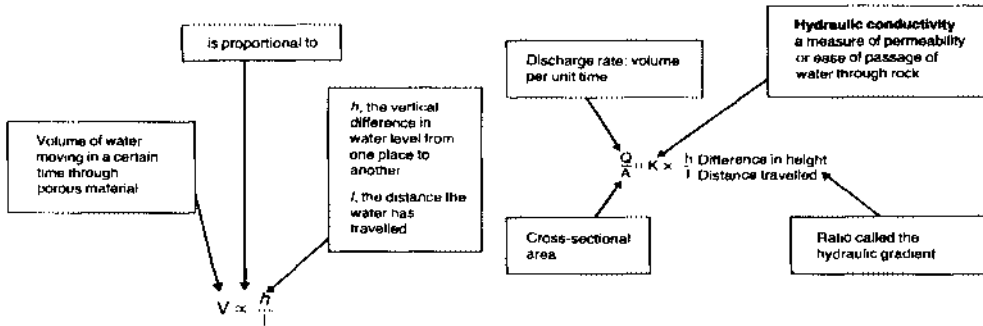 is proportional to
Volume of water
moving in a certain
time through
porous material
h, the vertical
difference in
water level from
one place to
another
l, the distance the
water has
travelled
V ∝ h
l
Discharge rate: volume
per unit time
Hydraulic conductivity
a measure of permeability
or ease of passage of
water through rock
Q = K × h Difference in height
A l Distance travelled
Cross-sectional
area
Ratio called the
hydraulic gradient